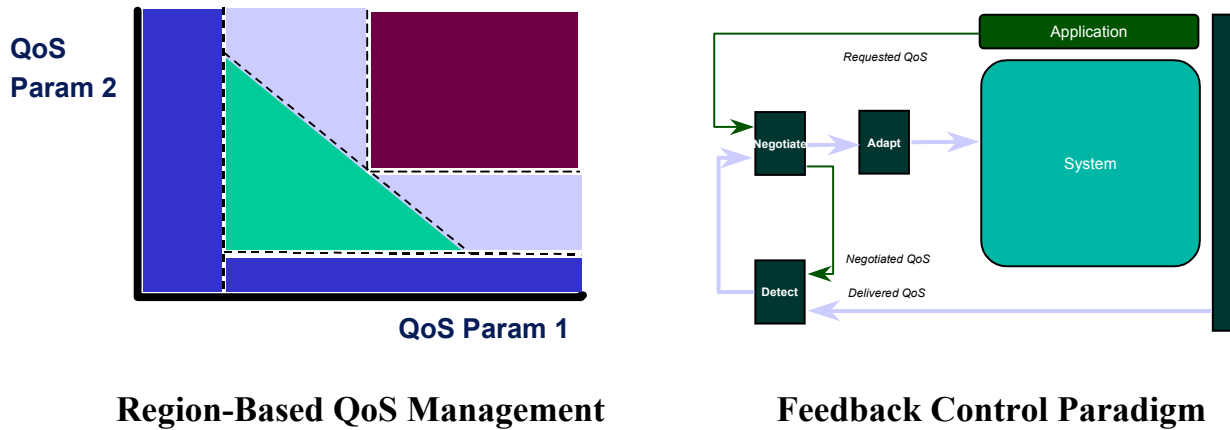 QoS
Param 2
QoS Param 1
Region-Based QoS Management
Application
Requested QoS
Negotiate
Adapt
System
Negotiated QoS
Detect
Delivered QoS
Feedback Control Paradigm